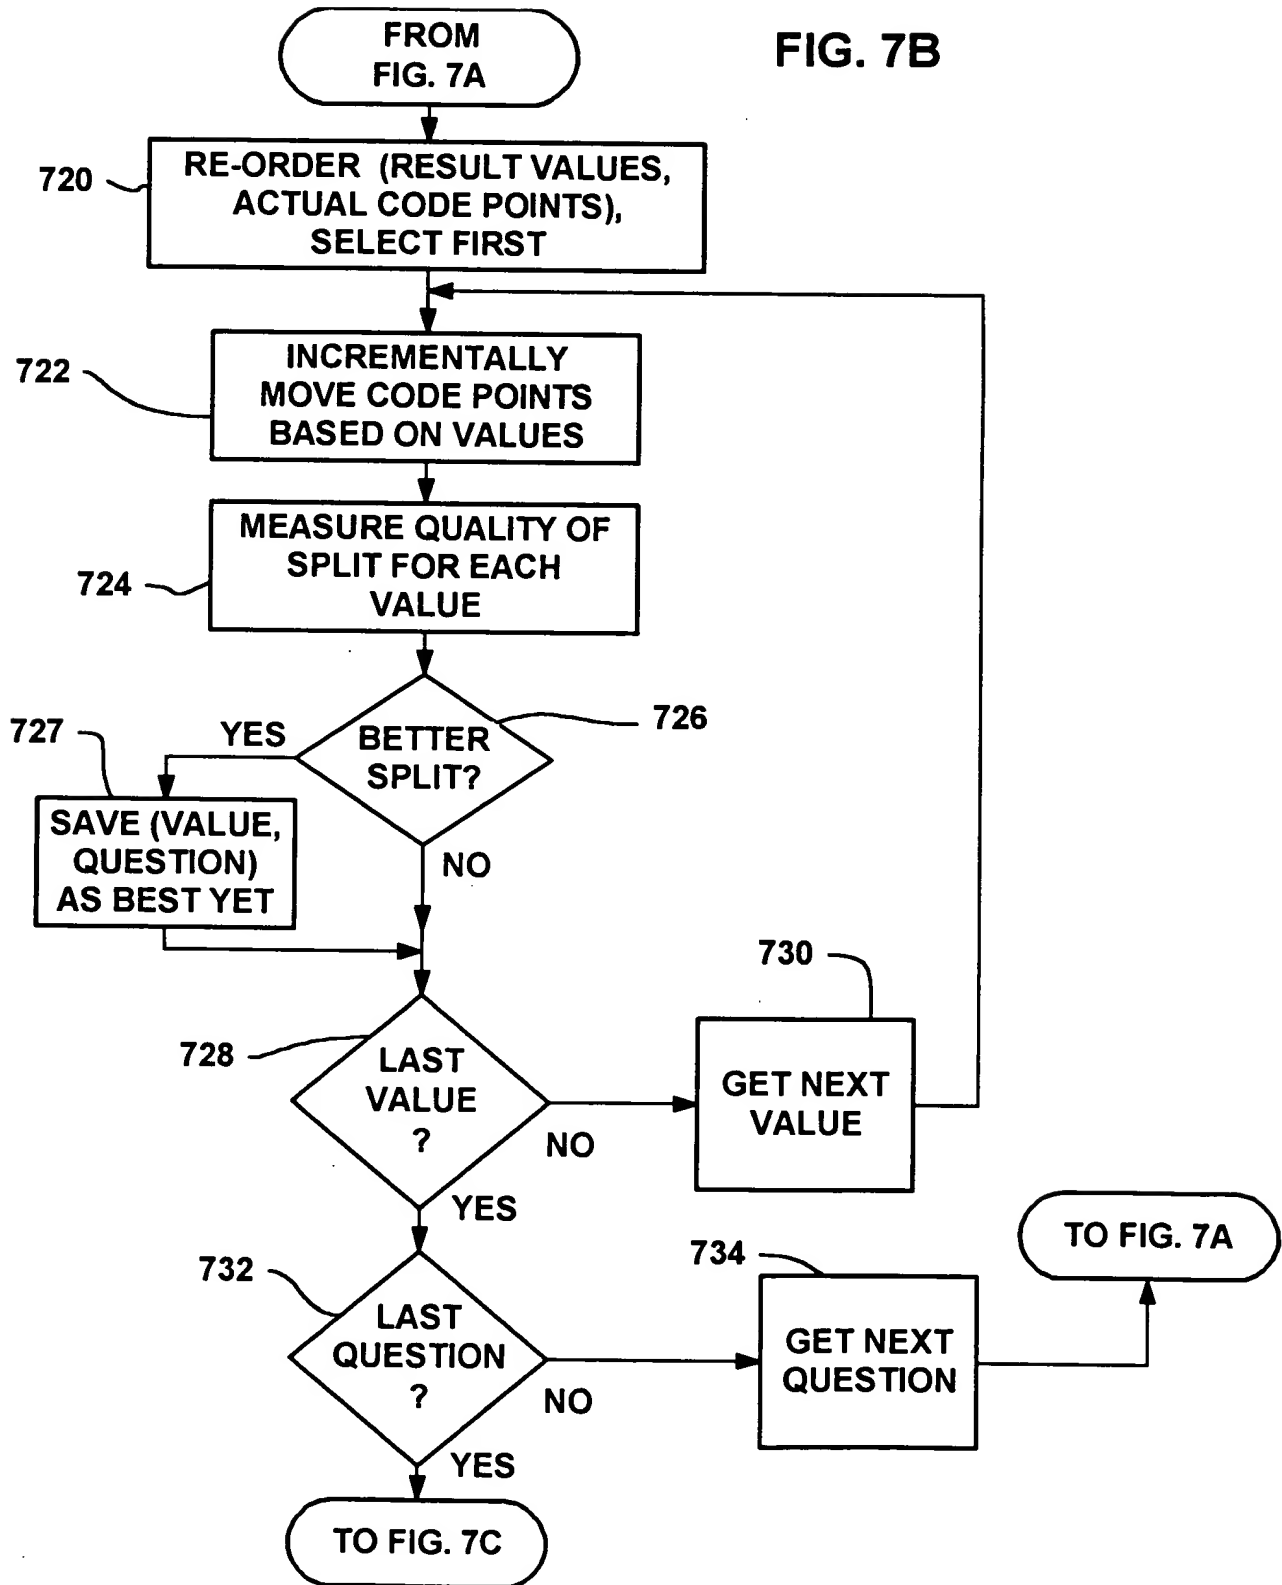 FROM
FIG. 7A
FIG. 7B
720
RE-ORDER (RESULT VALUES,
ACTUAL CODE POINTS),
SELECT FIRST
722
INCREMENTALLY
MOVE CODE POINTS
BASED ON VALUES
724
MEASURE QUALITY OF
SPLIT FOR EACH
VALUE
726
BETTER
SPLIT?
YES
NO
727
SAVE (VALUE,
QUESTION)
AS BEST YET
728
LAST
VALUE
?
NO
YES
730
GET NEXT
VALUE
732
LAST
QUESTION
?
NO
YES
734
GET NEXT
QUESTION
TO FIG. 7A
TO FIG. 7C